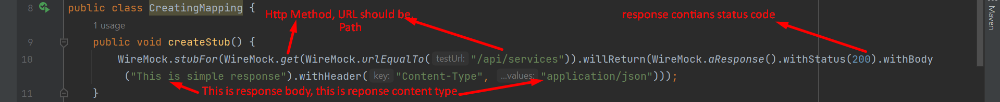 8 public class CreatingMapping {
Http Method, URL should be, Path
response contians status code
1 usage
9 public void createStub() {
10 WireMock.stubFor(WireMock.get(WireMock.urlEqualTo( testUrl: "/api/services")).willReturn(WireMock.aResponse().withStatus(200).withBody
("This is simple response").withHeader( key: "Content-Type", ...values: "application/json")));
This is response body, this is reponse content type
11 }
Maven